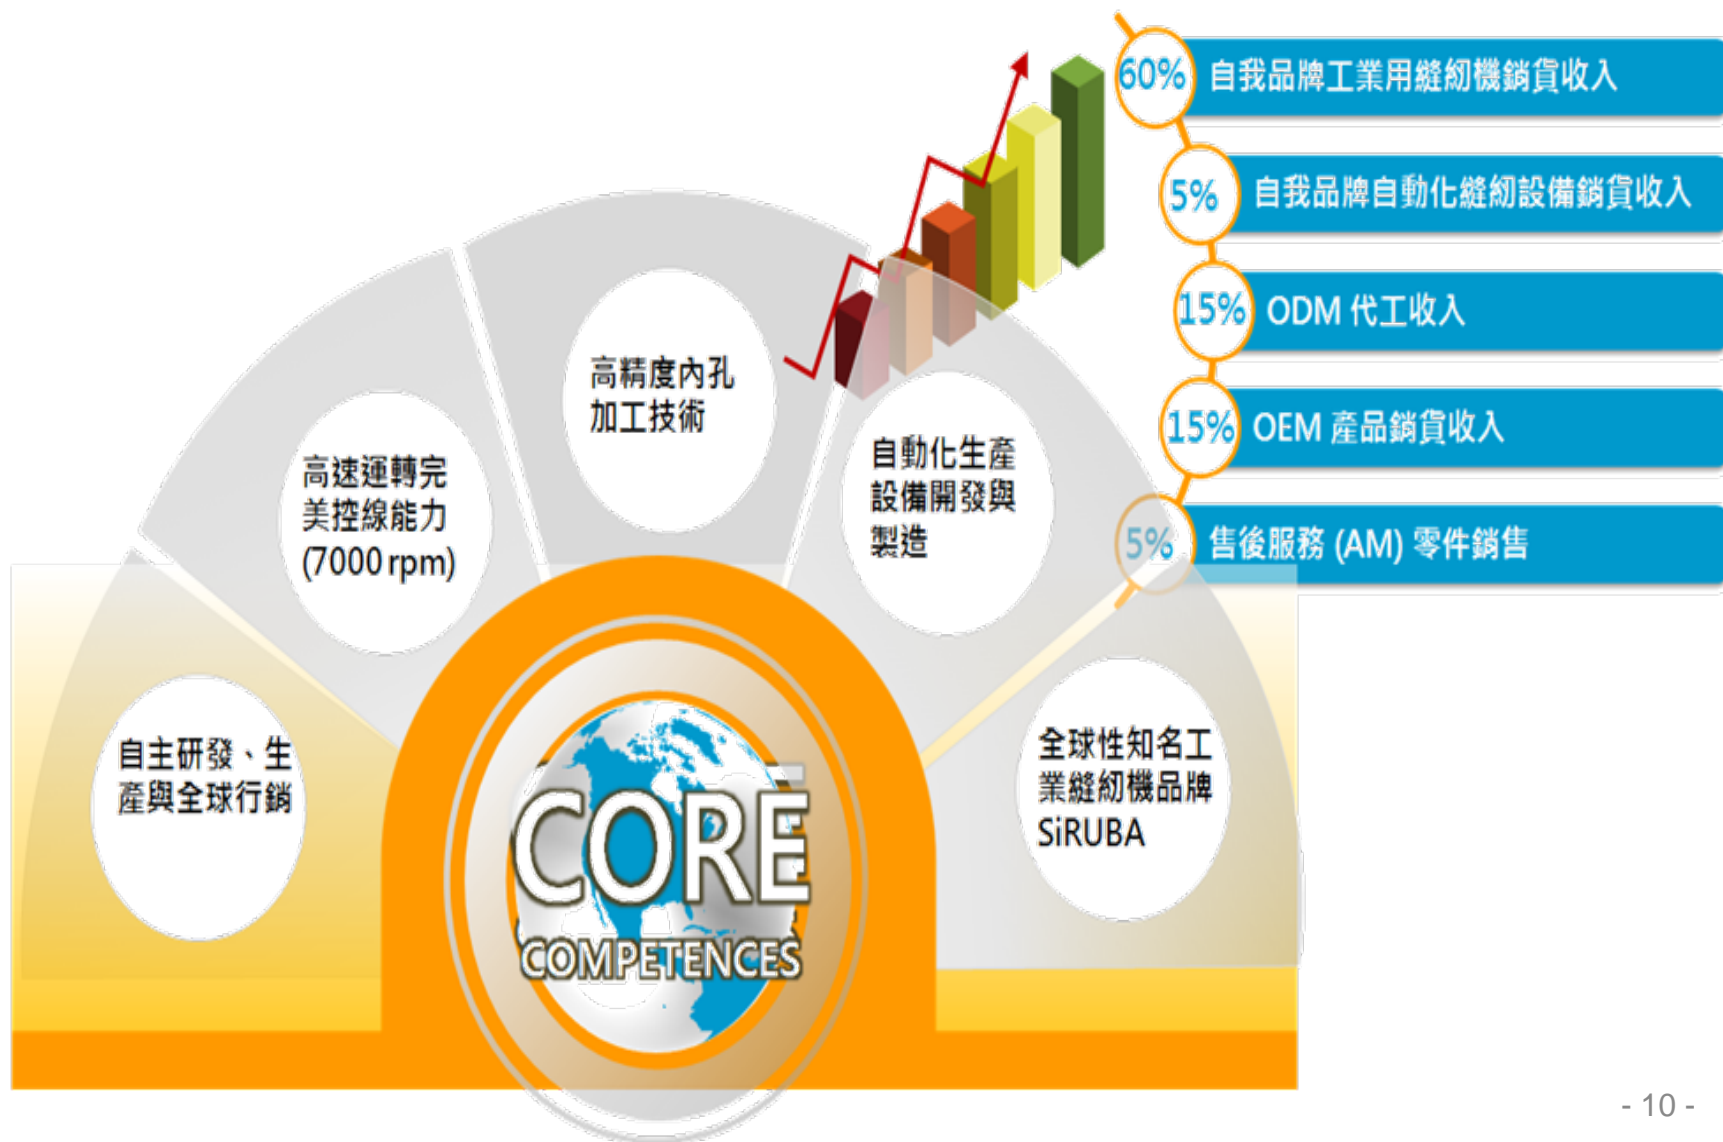 60% 自我品牌工業用縫紉機銷貨收入
5% 自我品牌自動化縫紉設備銷貨收入
15% ODM 代工收入
15% OEM 產品銷貨收入
5% 售後服務 (AM) 零件銷售
自主研發、生
產與全球行銷
高速運轉完
美控線能力
(7000 rpm)
高精度內孔
加工技術
自動化生產
設備開發與
製造
全球性知名工
業縫紉機品牌
SiRUBA
CORE
COMPETENCES
- 10 -